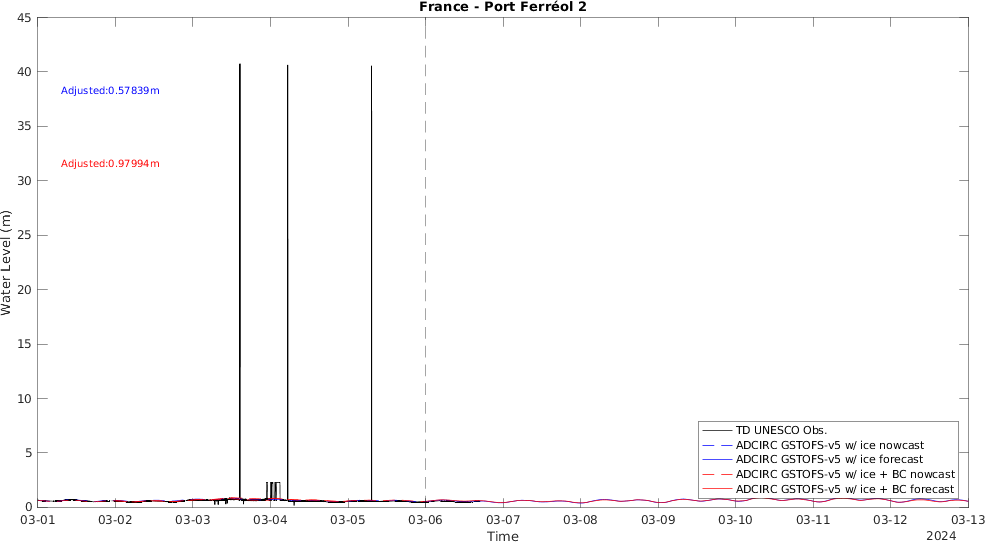 France - Port Ferréol 2
45
40
35
30
25
20
15
10
5
0
Water Level (m)
Adjusted:0.57839m
Adjusted:0.97994m
TD UNESCO Obs.
ADCIRC GSTOFS-v5 w/ ice nowcast
ADCIRC GSTOFS-v5 w/ ice forecast
ADCIRC GSTOFS-v5 w/ ice + BC nowcast
ADCIRC GSTOFS-v5 w/ ice + BC forecast
03-01 03-02 03-03 03-04 03-05 03-06 03-07 03-08 03-09 03-10 03-11 03-12 03-13
Time
2024